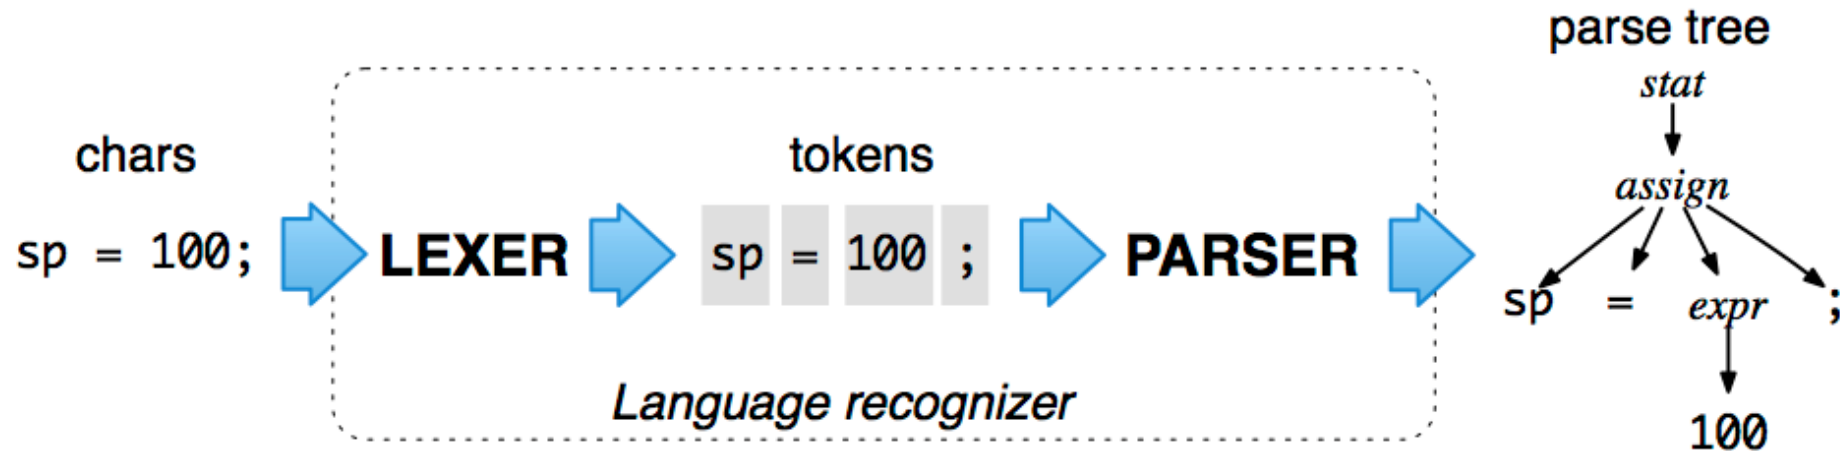 chars
sp = 100;
LEXER
tokens
sp = 100 ;
PARSER
Language recognizer
parse tree
stat
assign
sp = expr ;
100